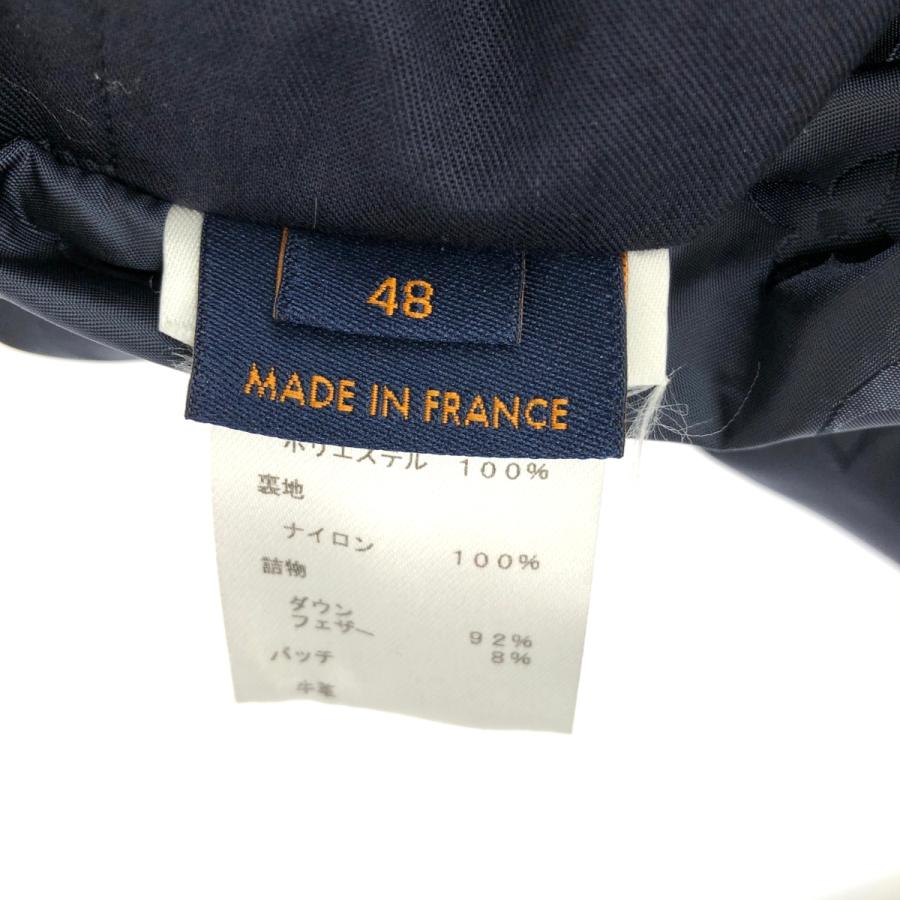 48
MADE IN FRANCE
ポリエステル 100%
裏地
ナイロン 100%
詰物
ダウン 92%
フェザー 8%
パッチ
牛革